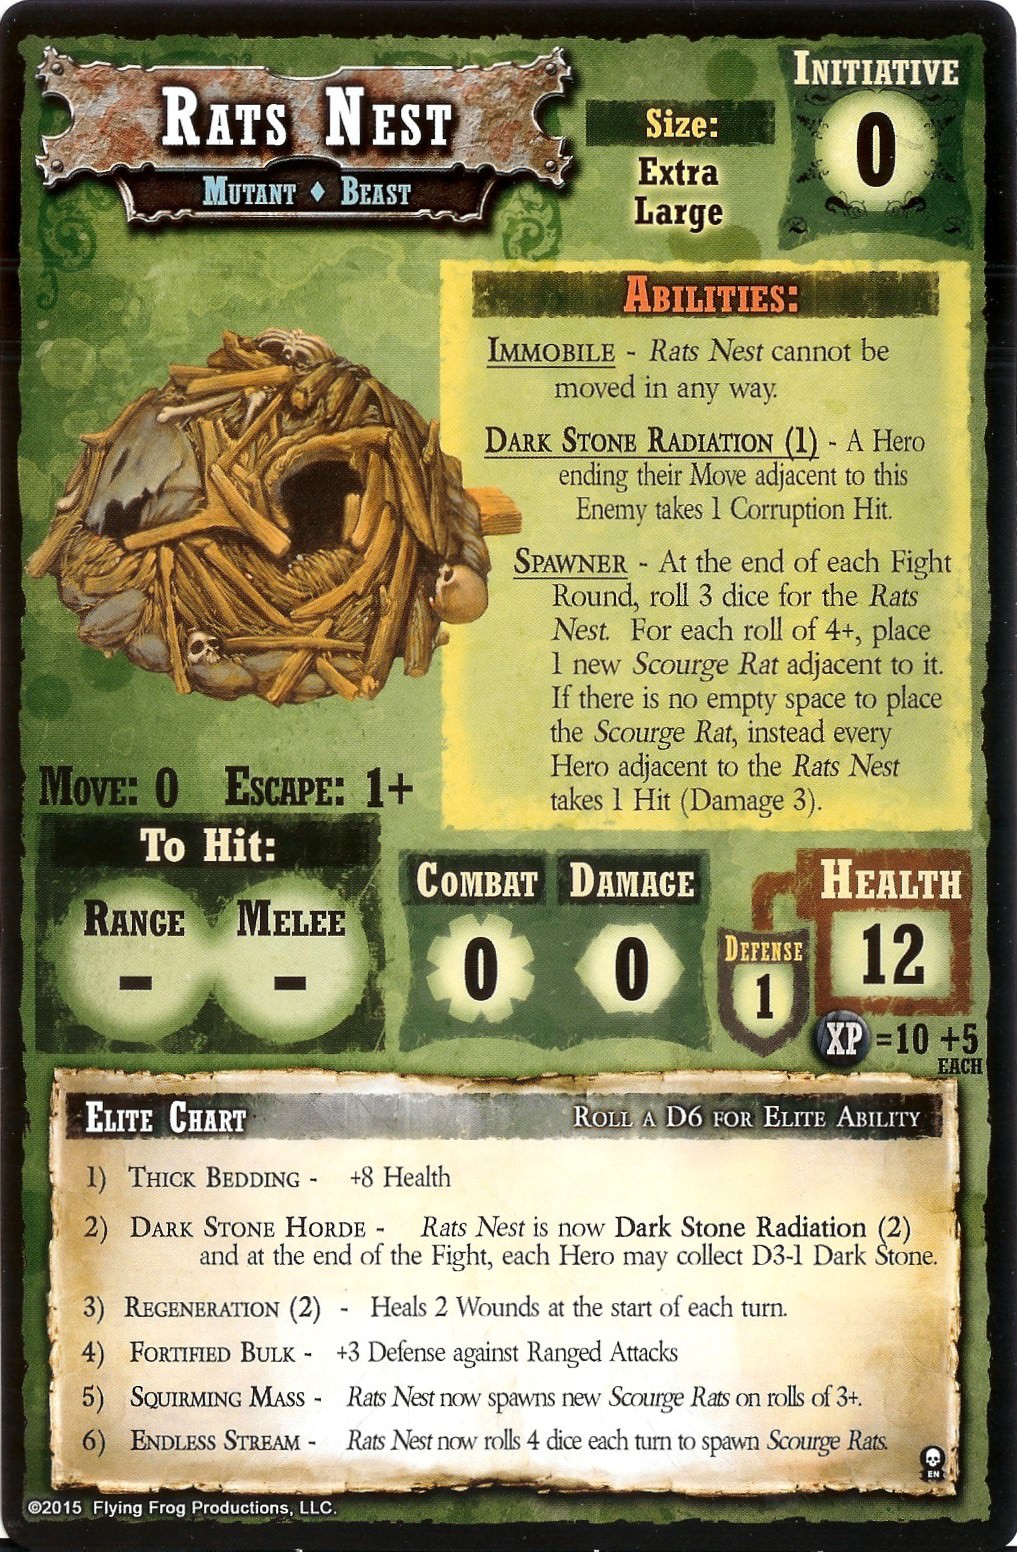 Rats Nest
Mutant ♦ Beast
Size:
Extra
Large
Initiative
0
Abilities:
Immobile - Rats Nest cannot be
moved in any way.
Dark Stone Radiation (1) - A Hero
ending their Move adjacent to this
Enemy takes 1 Corruption Hit.
Spawner - At the end of each Fight
Round, roll 3 dice for the Rats
Nest. For each roll of 4+, place
1 new Scourge Rat adjacent to it.
If there is no empty space to place
the Scourge Rat, instead every
Hero adjacent to the Rats Nest
takes 1 Hit (Damage 3).
Move: 0 Escape: 1+
To Hit:
Range
-
Melee
-
Combat
0
Damage
0
Defense
1
Health
12
XP =10 +5
each
Elite Chart Roll a D6 for Elite Ability
1) Thick Bedding - +8 Health
2) Dark Stone Horde - Rats Nest is now Dark Stone Radiation (2)
and at the end of the Fight, each Hero may collect D3-1 Dark Stone.
3) Regeneration (2) - Heals 2 Wounds at the start of each turn.
4) Fortified Bulk - +3 Defense against Ranged Attacks
5) Squirming Mass - Rats Nest now spawns new Scourge Rats on rolls of 3+.
6) Endless Stream - Rats Nest now rolls 4 dice each turn to spawn Scourge Rats.
EN
©2015 Flying Frog Productions, LLC.